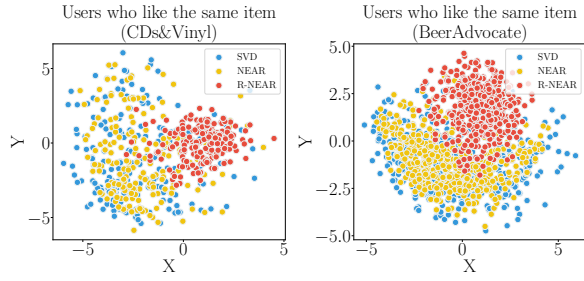 Users who like the same item
(CDs&Vinyl)
SVD
NEAR
R-NEAR
5
0
−5
Y
−5
0
5
X
Users who like the same item
(BeerAdvocate)
SVD
NEAR
R-NEAR
5.0
2.5
0.0
−2.5
−5.0
Y
−5
0
5
X